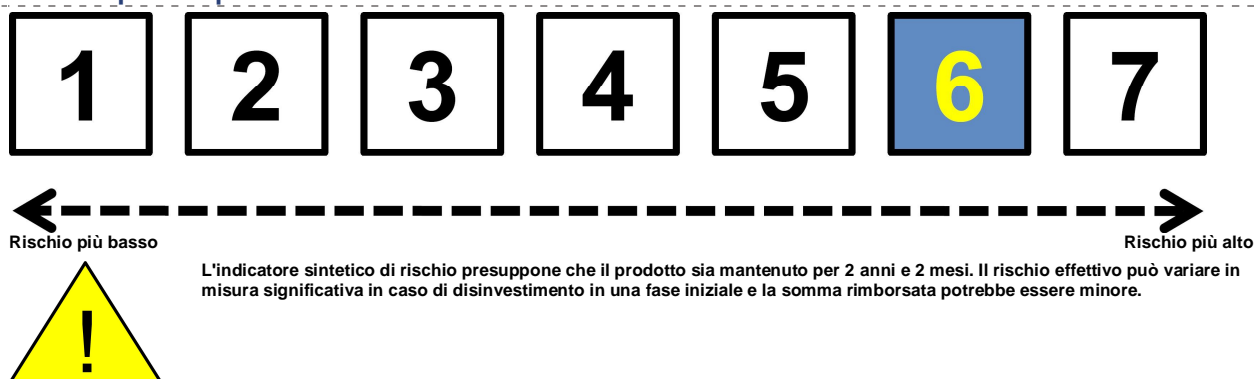 1 2 3 4 5 6 7
Rischio più basso Rischio più alto
L'indicatore sintetico di rischio presuppone che il prodotto sia mantenuto per 2 anni e 2 mesi. Il rischio effettivo può variare in
misura significativa in caso di disinvestimento in una fase iniziale e la somma rimborsata potrebbe essere minore.
!